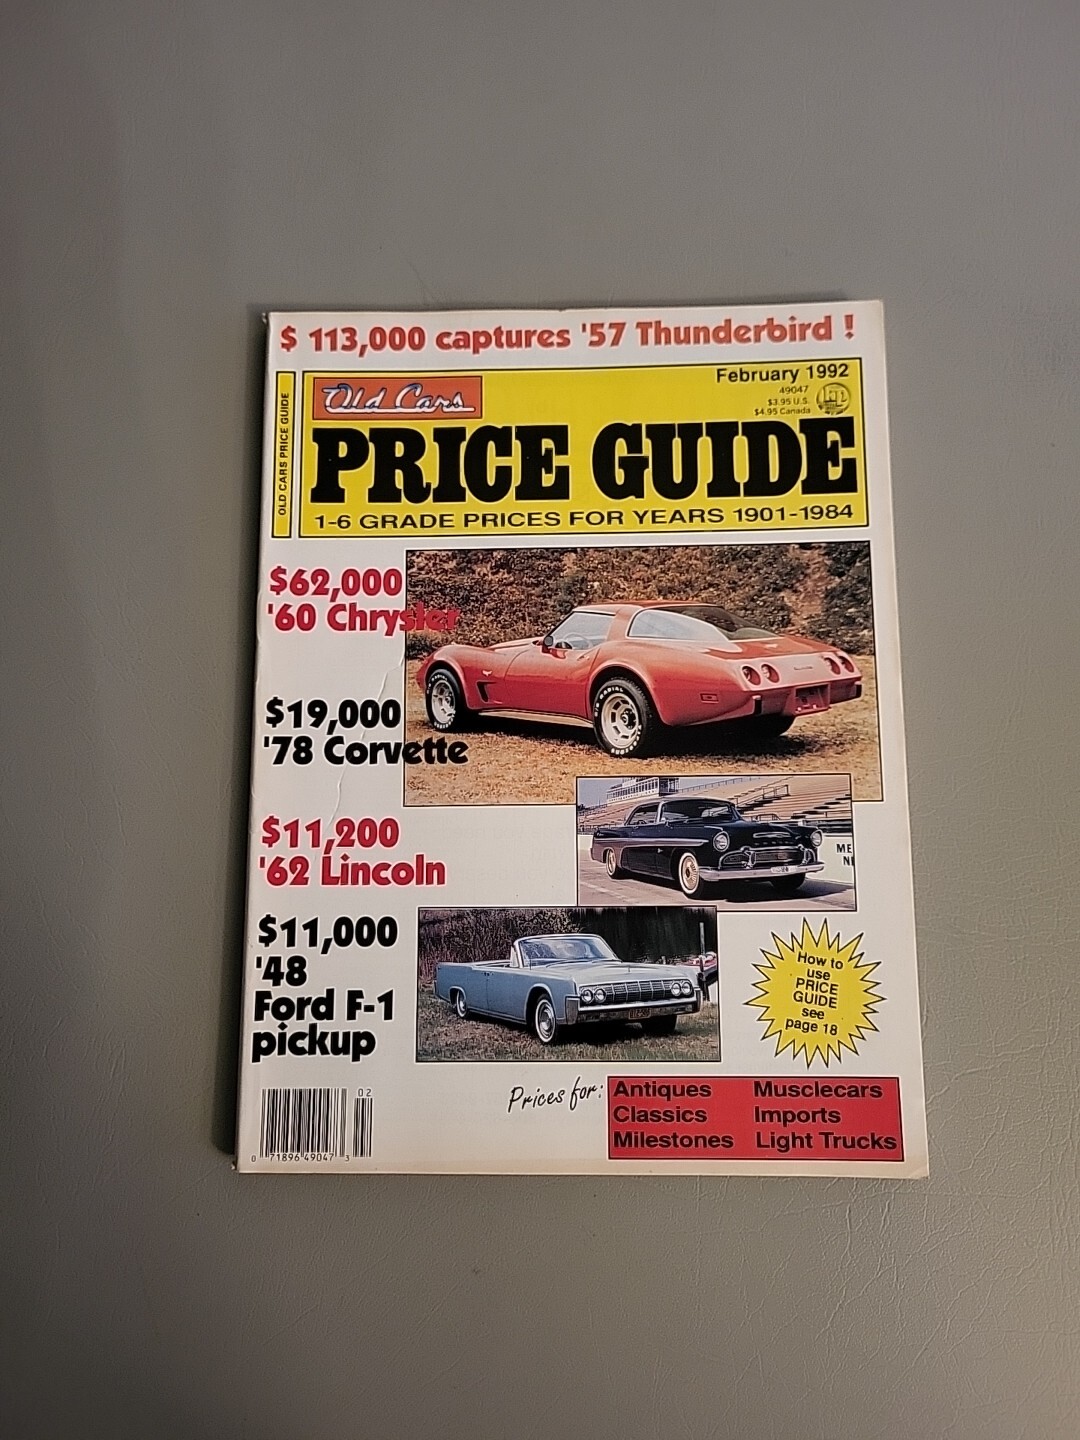 $ 113,000 captures '57 Thunderbird !
OLD CARS PRICE GUIDE
Old Cars
February 1992
49047
$3.95 U.S.
$4.95 Canada
kp
PRICE GUIDE
1-6 GRADE PRICES FOR YEARS 1901-1984
$62,000
'60 Chrysler
$19,000
'78 Corvette
$11,200
'62 Lincoln
$11,000
'48
Ford F-1
pickup
ME
NI
How to
use
PRICE
GUIDE
see
page 18
Prices for:
Antiques Musclecars
Classics Imports
Milestones Light Trucks
02
0 71896 49047 3